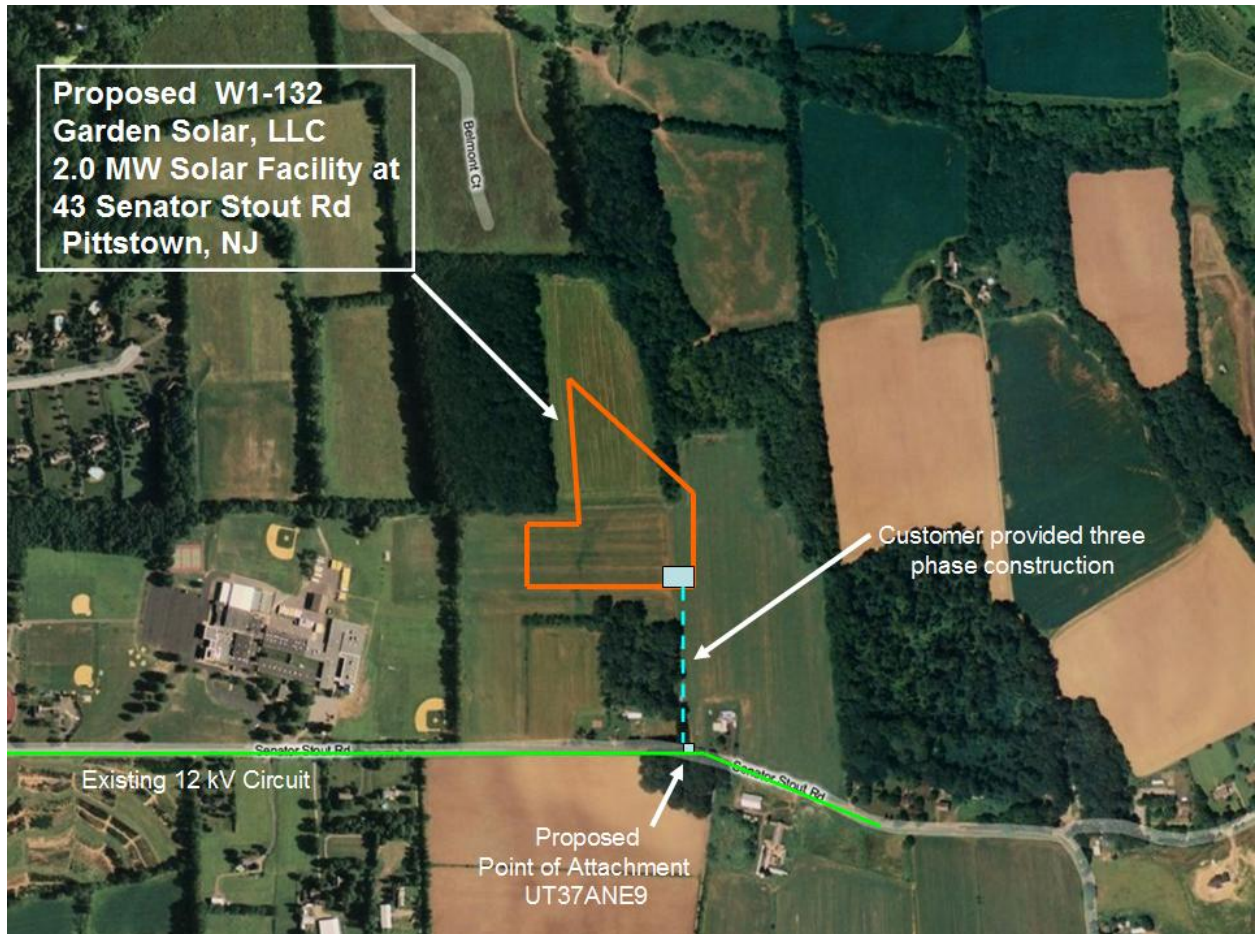 Proposed W1-132
Garden Solar, LLC
2.0 MW Solar Facility at
43 Senator Stout Rd
Pittstown, NJ
Belmont Ct
Customer provided three
phase construction
Senator Stout Rd
Senator Stout Rd
Existing 12 kV Circuit
Proposed
Point of Attachment
UT37ANE9